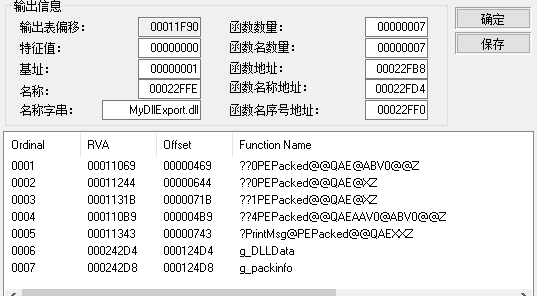 输出信息
输出表偏移: 00011F90 函数数量: 00000007 确定
特征值: 00000000 函数名数量: 00000007 保存
基址: 00000001 函数地址: 00022FB8
名称: 00022FFE 函数名称地址: 00022FD4
名称字串: MyDllExport.dll 函数名序号地址: 00022FF0
Ordinal RVA Offset Function Name
0001 00011069 00000469 ??0PEPacked@@QAE@ABV0@@Z
0002 00011244 00000644 ??0PEPacked@@QAE@XZ
0003 0001131B 0000071B ??1PEPacked@@QAE@XZ
0004 000110B9 000004B9 ??4PEPacked@@QAEAAV0@ABV0@@Z
0005 00011343 00000743 ?PrintMsg@PEPacked@@QAEXXZ
0006 000242D4 000124D4 g_DLLData
0007 000242D8 000124D8 g_packinfo